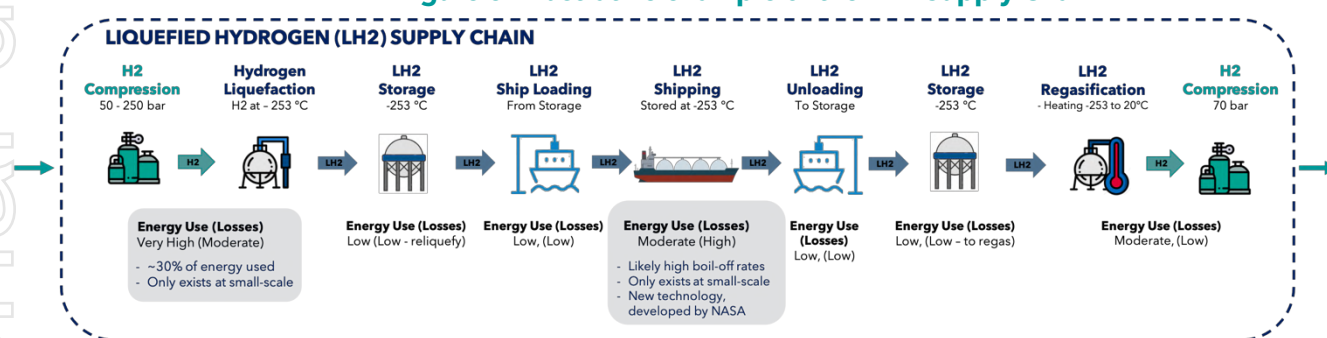 LIQUEFIED HYDROGEN (LH2) SUPPLY CHAIN
H2
Compression
50 - 250 bar
Hydrogen
Liquefaction
H2 at – 253 °C
LH2
Storage
-253 °C
LH2
Ship Loading
From Storage
LH2
Shipping
Stored at -253 °C
LH2
Unloading
To Storage
LH2
Storage
-253 °C
LH2
Regasification
- Heating -253 to 20°C
H2
Compression
70 bar
H2
LH2
LH2
LH2
LH2
LH2
LH2
H2
Energy Use (Losses)
Very High (Moderate)
- ~30% of energy used
- Only exists at small-scale
Energy Use (Losses)
Low (Low - reliquefy)
Energy Use (Losses)
Low, (Low)
Energy Use (Losses)
Moderate (High)
- Likely high boil-off rates
- Only exists at small-scale
- New technology,
developed by NASA
Energy Use
(Losses)
Low, (Low)
Energy Use (Losses)
Low, (Low – to regas)
Energy Use (Losses)
Moderate, (Low)